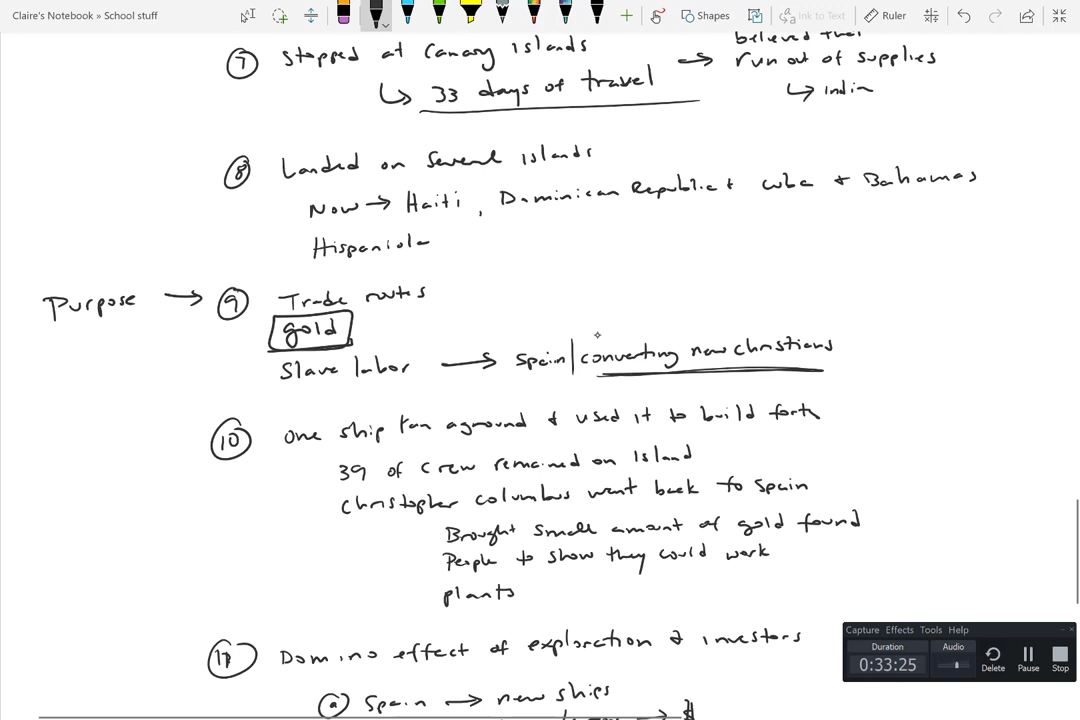 Claire's Notebook » School stuff
Shapes
Ink to Text
Ruler
believed that
⑦ Stopped at Canary islands → run out of supplies
↳ 33 days of travel
↳ india
⑧ Landed on Several islands
Now → Haiti, Dominican Republic + Cuba + Bahamas
Hispaniola
Purpose → ⑨ Trade routes
gold
Slave labor → Spain | converting new christians
⑩ One ship ran aground + used it to build forth
39 of crew remained on Island
Christopher columbus went back to Spain
Brought small amount of gold found
People to show they could work
plants
⑪ Domino effect of exploration + investors
ⓐ Spain → new ships
Capture Effects Tools Help
Duration
Audio
0:33:25
Delete
Pause
Stop